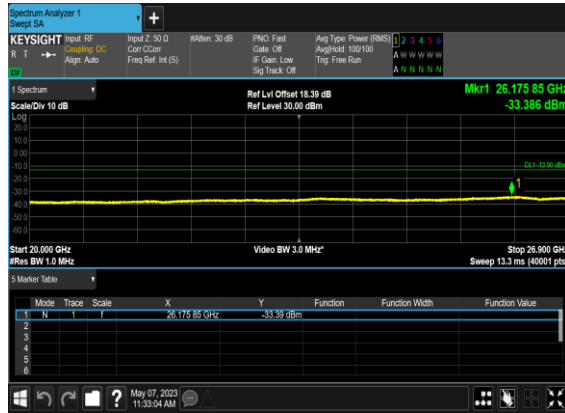 Spectrum Analyzer 1
Swept SA
+
KEYSIGHT Input: RF Input Z: 50 Ω #Atten: 30 dB PNO: Fast Avg Type: Power (RMS) 1 2 3 4 5 6
R T Coupling: DC Corr CCorr Gate: Off Avg|Hold: 100/100 A W W W W W
Align: Auto Freq Ref: Int (S) IF Gain: Low Trig: Free Run A N N N N N
Sig Track: Off
1 Spectrum Ref Lvl Offset 18.39 dB Mkr1 26.175 85 GHz
Scale/Div 10 dB Ref Level 30.00 dBm -33.386 dBm
Log
20.0
10.0
0.00
-10.0
DL1 -13.00 dBm
-20.0
1
-30.0
-40.0
-50.0
-60.0
Start 20.000 GHz Video BW 3.0 MHz* Stop 26.900 GHz
#Res BW 1.0 MHz Sweep 13.3 ms (40001 pts)
5 Marker Table
Mode Trace Scale X Y Function Function Width Function Value
1 N 1 f 26.175 85 GHz -33.39 dBm
2
3
4
5
6
? May 07, 2023
11:33:04 AM